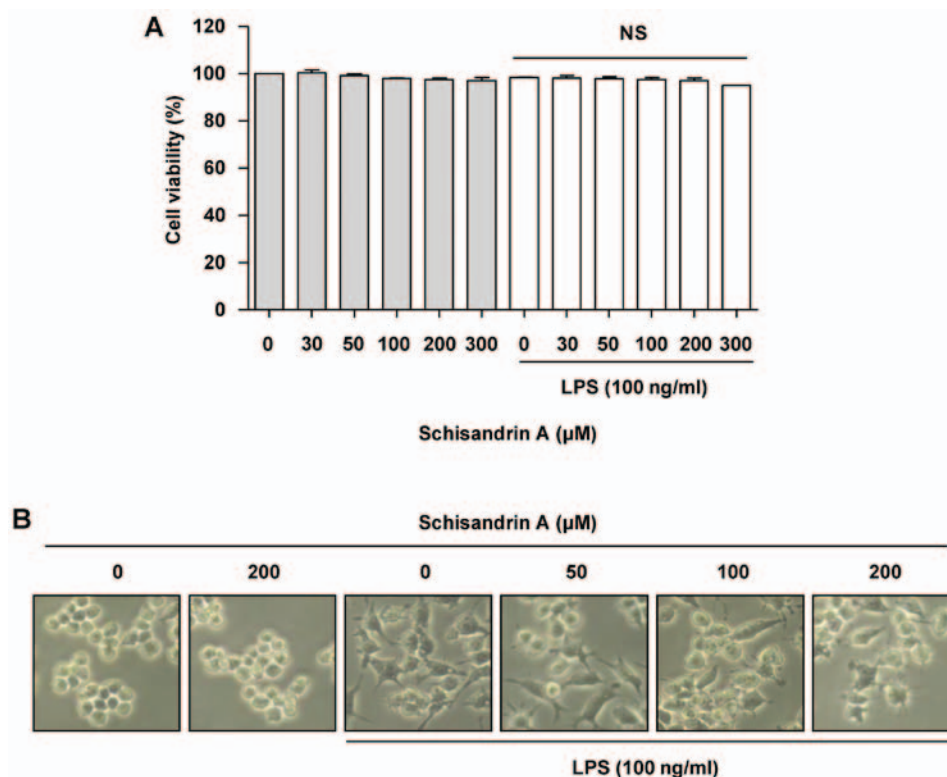 A
120
100
80
60
40
20
0
Cell viability (%)
NS
0 30 50 100 200 300 0 30 50 100 200 300
LPS (100 ng/ml)
Schisandrin A (µM)
B
Schisandrin A (µM)
0 200 0 50 100 200
LPS (100 ng/ml)